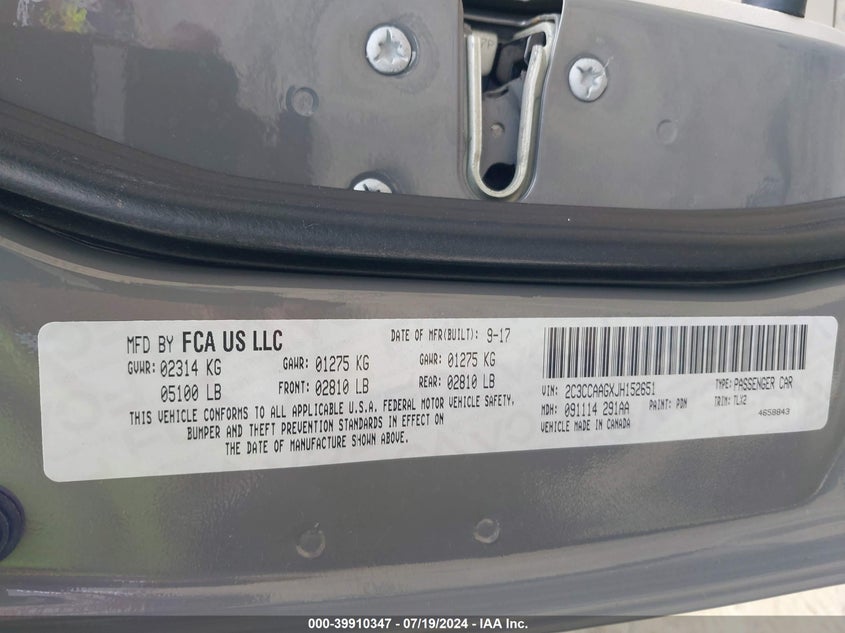 MFD BY FCA US LLC
DATE OF MFR(BUILT): 9-17
GVWR: 02314 KG
GAWR: 01275 KG
GAWR: 01275 KG
05100 LB
FRONT: 02810 LB
REAR: 02810 LB
THIS VEHICLE CONFORMS TO ALL APPLICABLE U.S.A. FEDERAL MOTOR VEHICLE SAFETY,
BUMPER AND THEFT PREVENTION STANDARDS IN EFFECT ON
THE DATE OF MANUFACTURE SHOWN ABOVE.
VIN: 2C3CCAAGXJH152651
TYPE: PASSENGER CAR
MDH: 091114 291AA
PAINT: PDN
TRIM: TLX2
VEHICLE MADE IN CANADA
4658843
000-39910347 - 07/19/2024 - IAA Inc.